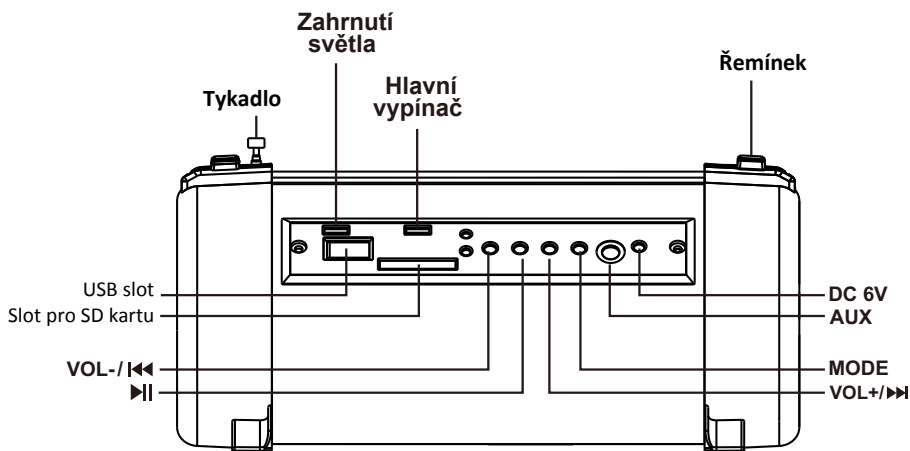 Zahrnutí
světla
Řemínek
Hlavní
vypínač
Tykadlo
USB slot
Slot pro SD kartu
DC 6V
AUX
VOL-/⏮
MODE
⏯
VOL+/⏭